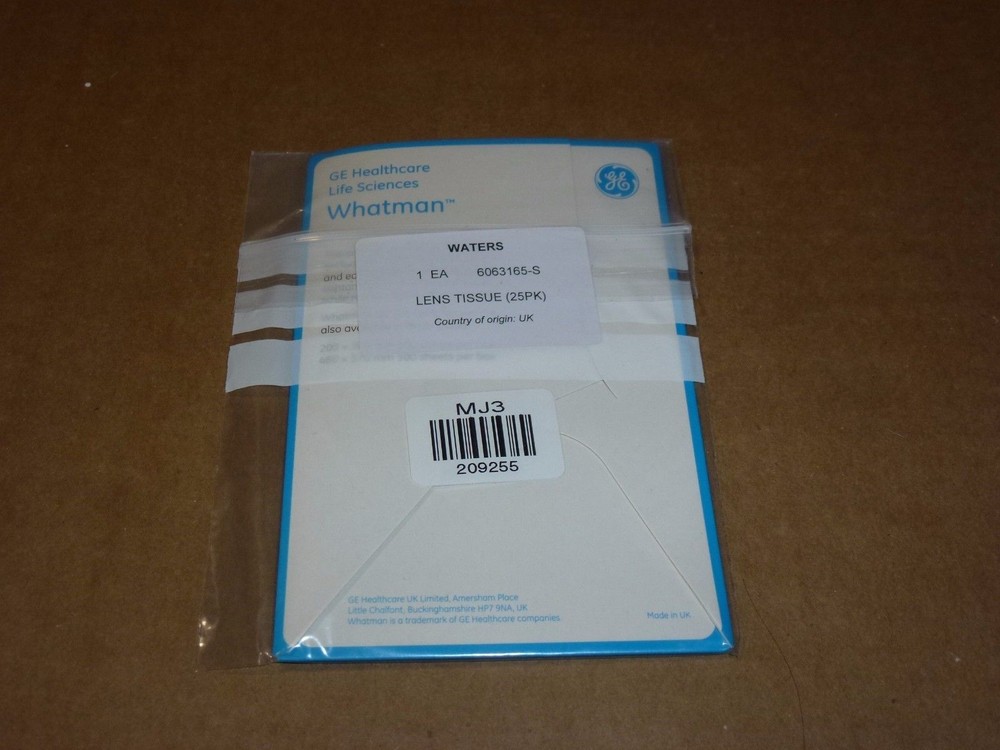 GE Healthcare
Life Sciences
Whatman™
GE
WATERS
1 EA 6063165-S
LENS TISSUE (25PK)
Country of origin: UK
and
also
MJ3
209255
GE Healthcare UK Limited, Amersham Place
Little Chalfont, Buckinghamshire HP7 9NA, UK
Whatman is a trademark of GE Healthcare companies.
Made in UK